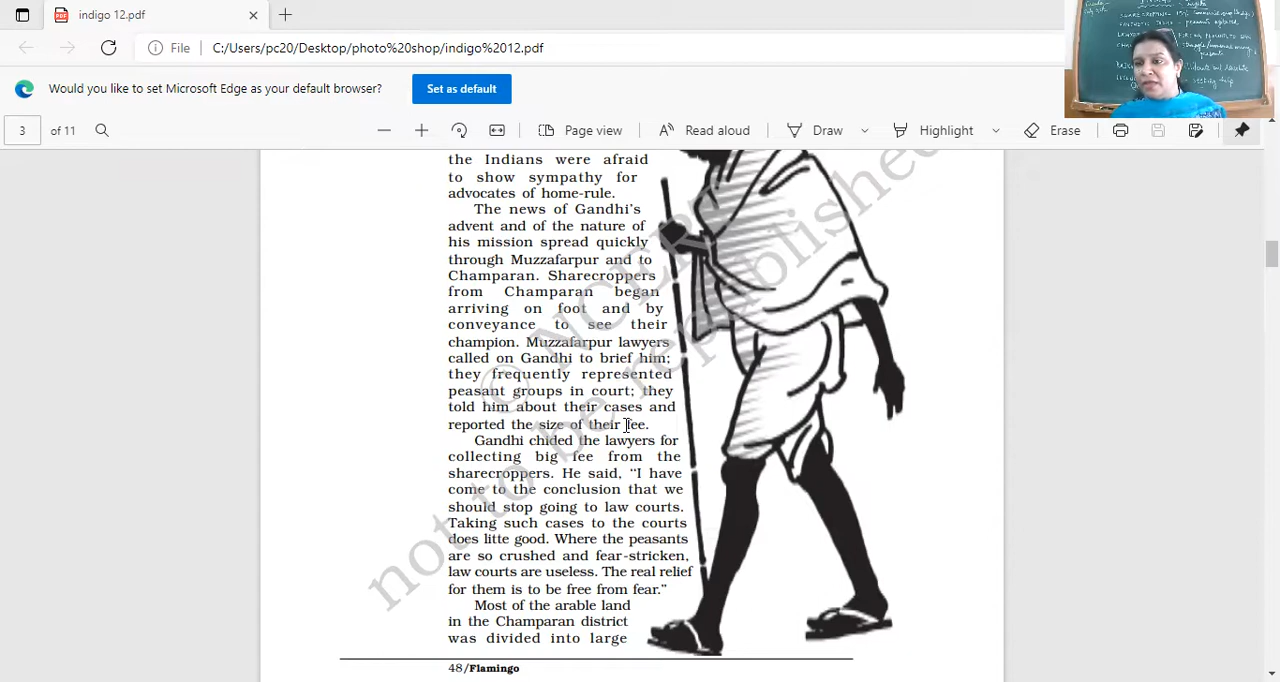 indigo 12.pdf
File
C:/Users/pc20/Desktop/photo%20shop/indigo%2012.pdf
Would you like to set Microsoft Edge as your default browser?
Set as default
3
of 11
Page view
Read aloud
Draw
Highlight
Erase
the Indians were afraid
to show sympathy for
advocates of home-rule.
The news of Gandhi's
advent and of the nature of
his mission spread quickly
through Muzzafarpur and to
Champaran. Sharecroppers
from Champaran began
arriving on foot and by
conveyance to see their
champion. Muzzafarpur lawyers
called on Gandhi to brief him;
they frequently represented
peasant groups in court; they
told him about their cases and
reported the size of their fee.
Gandhi chided the lawyers for
collecting big fee from the
sharecroppers. He said, “I have
come to the conclusion that we
should stop going to law courts.
Taking such cases to the courts
does litte good. Where the peasants
are so crushed and fear-stricken,
law courts are useless. The real relief
for them is to be free from fear.”
Most of the arable land
in the Champaran district
was divided into large
48/Flamingo
© NCERT
not to be republished